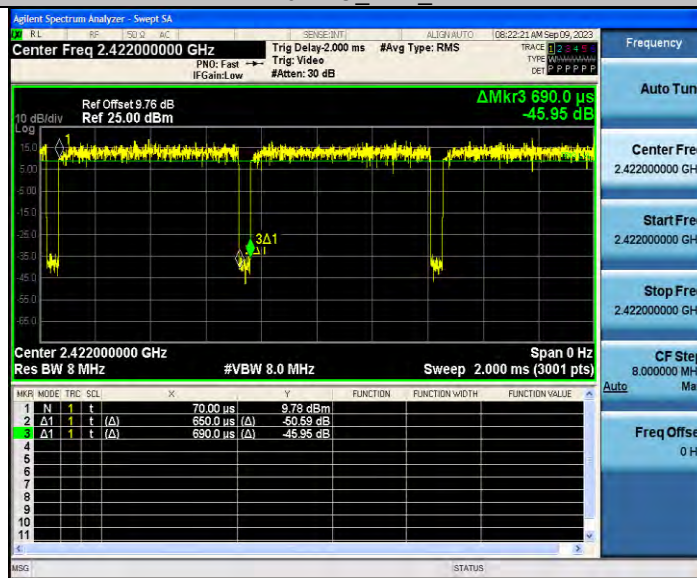 Agilent Spectrum Analyzer - Swept SA
RL RF 50 Ω AC SENSE:INT ALIGN AUTO 08:22:21 AM Sep 09, 2023
Center Freq 2.422000000 GHz
PNO: Fast
IFGain:Low
Trig Delay-2.000 ms
Trig: Video
#Atten: 30 dB
#Avg Type: RMS
TRACE 1 2 3 4 5 6
TYPE W
DET P P P P P P
Frequency
Ref Offset 9.76 dB
10 dB/div Ref 25.00 dBm
Log
ΔMkr3 690.0 µs
-45.95 dB
15.0
5.00
-5.00
-15.0
-25.0
-35.0
-45.0
-55.0
-65.0
1
3Δ1
Center 2.422000000 GHz Span 0 Hz
Res BW 8 MHz #VBW 8.0 MHz Sweep 2.000 ms (3001 pts)
MKR MODE TRC SCL X Y FUNCTION FUNCTION WIDTH FUNCTION VALUE
1 N 1 t 70.00 µs 9.78 dBm
2 Δ1 1 t (Δ) 650.0 µs (Δ) -50.59 dB
3 Δ1 1 t (Δ) 690.0 µs (Δ) -45.95 dB
4
5
6
7
8
9
10
11
Auto Tun
Center Fre
2.422000000 GH
Start Fre
2.422000000 GH
Stop Fre
2.422000000 GH
CF Step
8.000000 MH
Auto Ma
Freq Offse
0 H
MSG STATUS